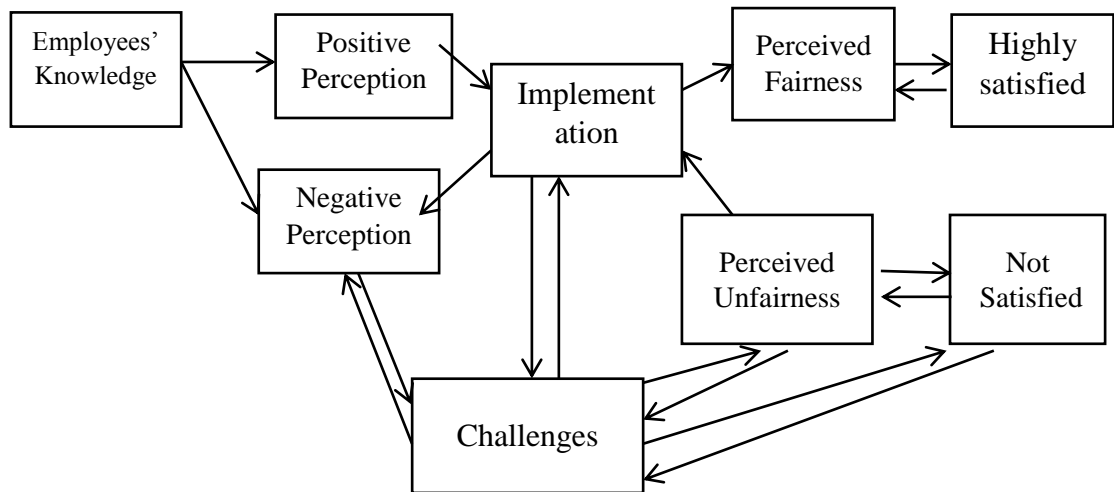 Employees’
Knowledge
Positive
Perception
Implement
ation
Perceived
Fairness
Highly
satisfied
Negative
Perception
Perceived
Unfairness
Not
Satisfied
Challenges